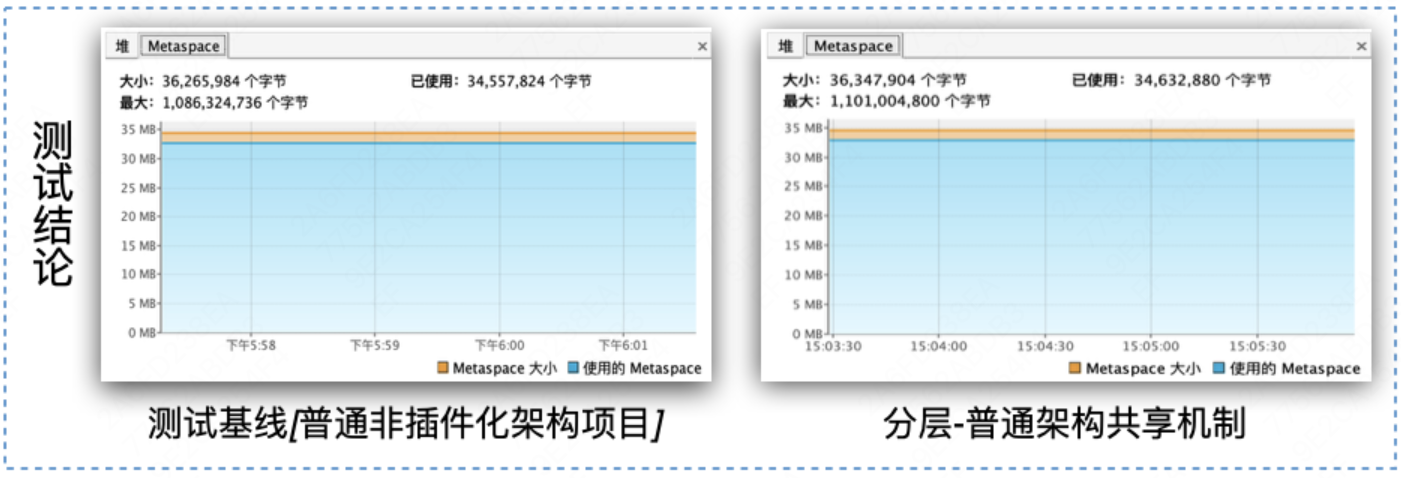 测试结论
堆 Metaspace ×
大小: 36,265,984 个字节 已使用: 34,557,824 个字节
最大: 1,086,324,736 个字节
35 MB
30 MB
25 MB
20 MB
15 MB
10 MB
5 MB
0 MB
下午5:58 下午5:59 下午6:00 下午6:01
Metaspace 大小 使用的 Metaspace
测试基线[普通非插件化架构项目]
堆 Metaspace ×
大小: 36,347,904 个字节 已使用: 34,632,880 个字节
最大: 1,101,004,800 个字节
35 MB
30 MB
25 MB
20 MB
15 MB
10 MB
5 MB
0 MB
15:03:30 15:04:00 15:04:30 15:05:00 15:05:30
Metaspace 大小 使用的 Metaspace
分层-普通架构共享机制